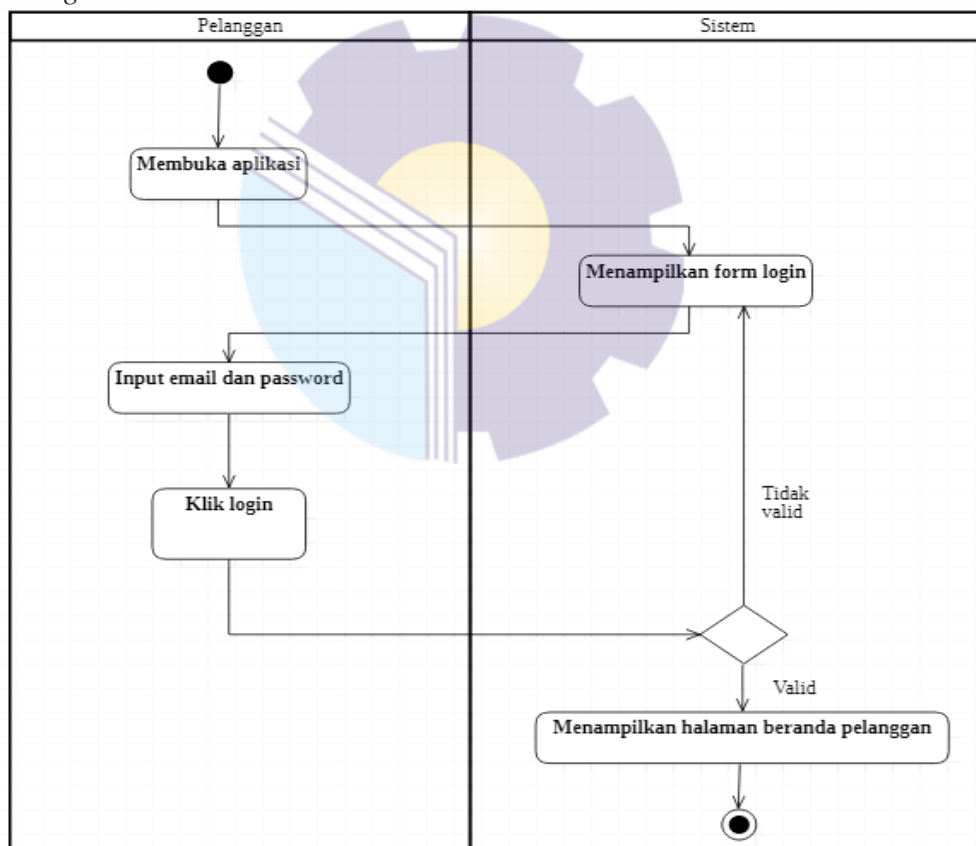 Pelanggan
Sistem
Membuka aplikasi
Menampilkan form login
Input email dan password
Klik login
Tidak
valid
Valid
Menampilkan halaman beranda pelanggan